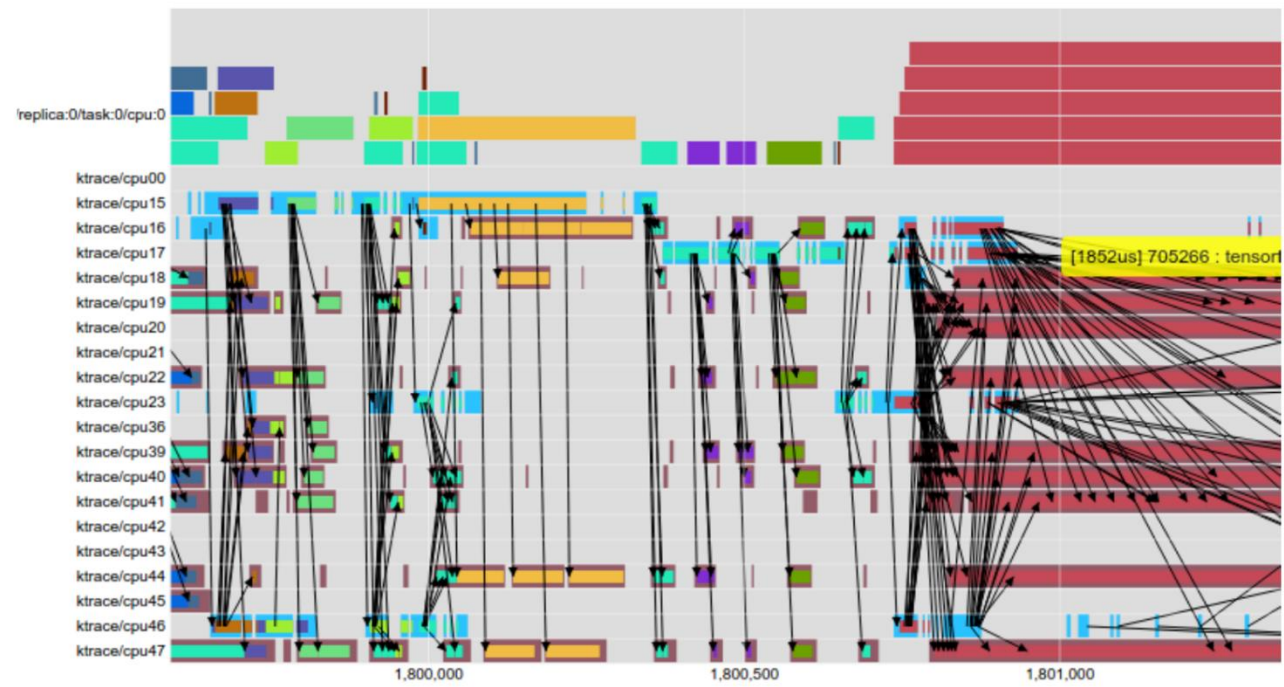 /replica:0/task:0/cpu:0
ktrace/cpu00
ktrace/cpu15
ktrace/cpu16
ktrace/cpu17
[1852us] 705266 : tensorf
ktrace/cpu18
ktrace/cpu19
ktrace/cpu20
ktrace/cpu21
ktrace/cpu22
ktrace/cpu23
ktrace/cpu36
ktrace/cpu39
ktrace/cpu40
ktrace/cpu41
ktrace/cpu42
ktrace/cpu43
ktrace/cpu44
ktrace/cpu45
ktrace/cpu46
ktrace/cpu47
1,800,000 1,800,500 1,801,000